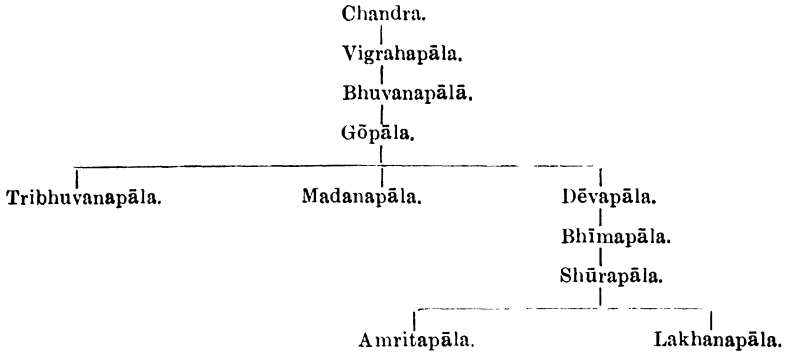 Chandra.
Vigrahapāla.
Bhuvanapālā.
Gōpāla.
Tribhuvanapāla. Madanapāla. Dēvapāla.
Bhīmapāla.
Shūrapāla.
Amritapāla. Lakhanapāla.